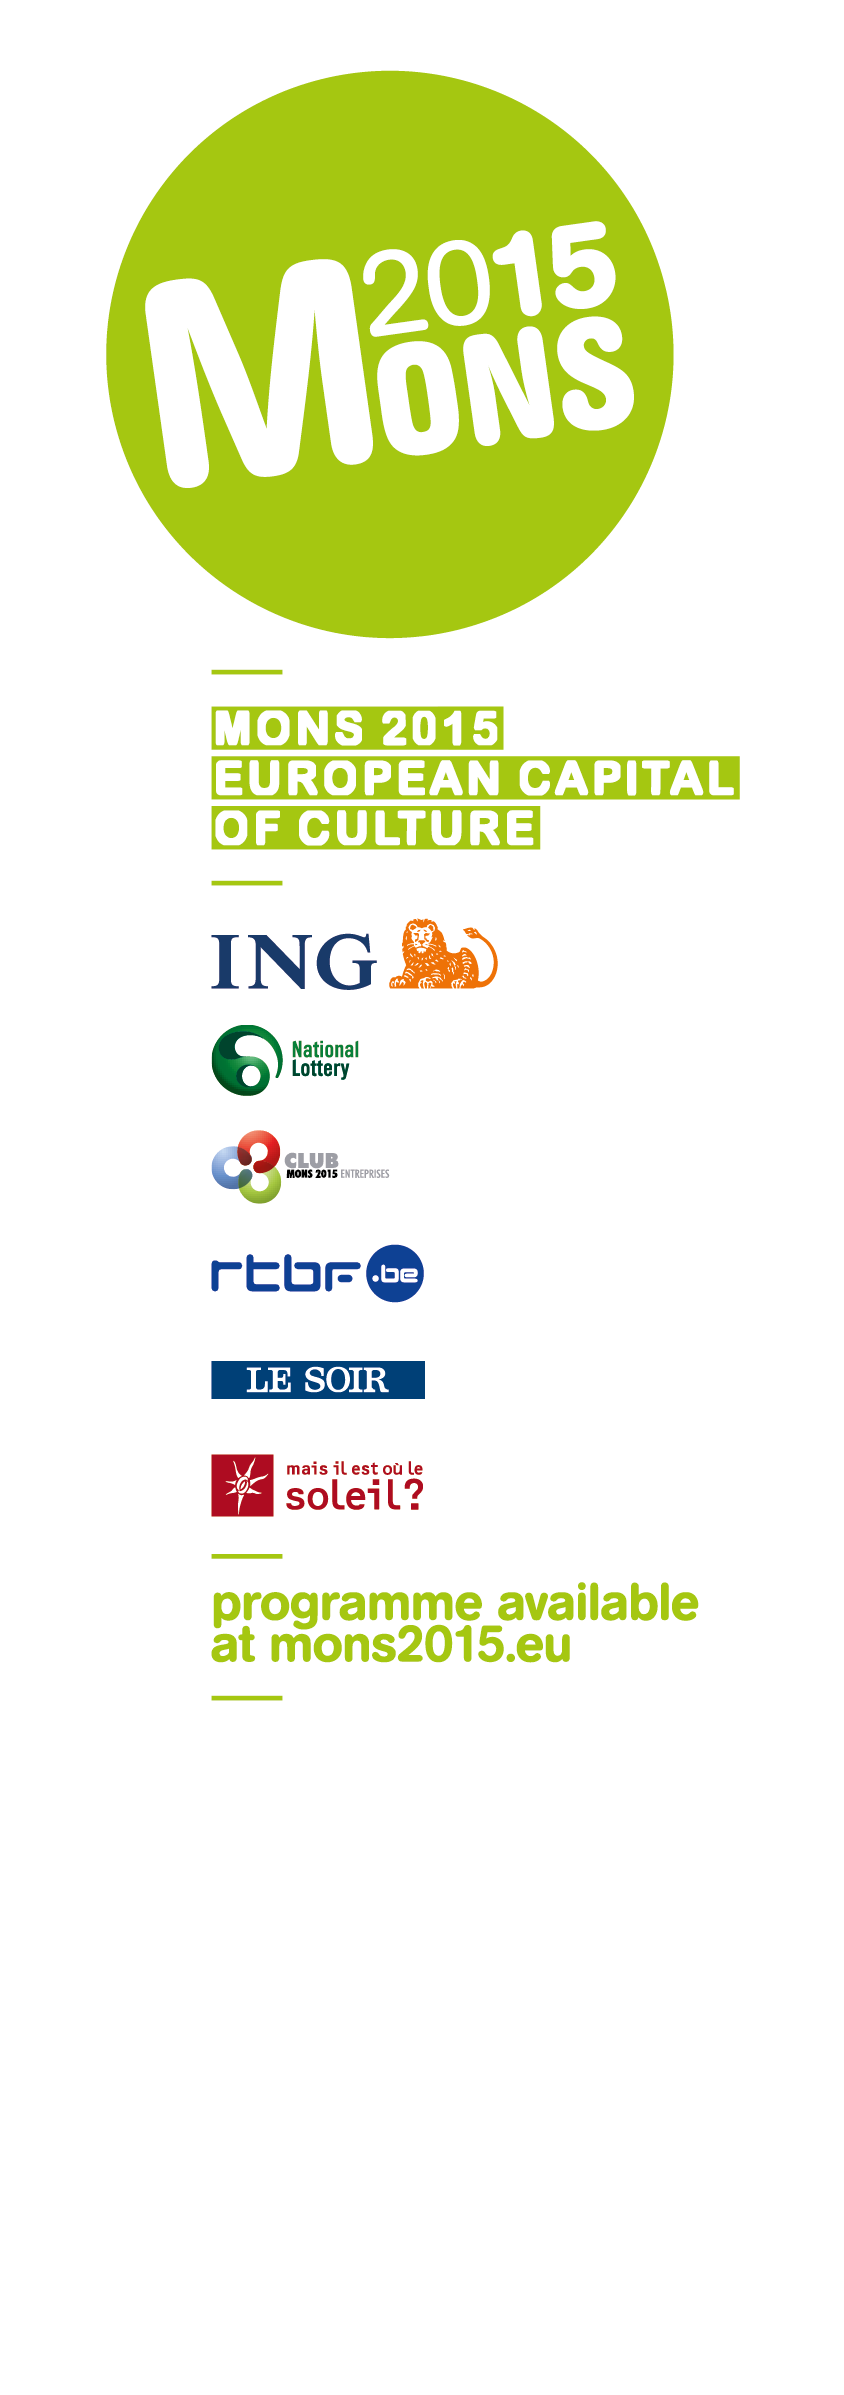 2015
MONS
MONS 2015
EUROPEAN CAPITAL
OF CULTURE
ING
National
Lottery
CLUB
MONS 2015 ENTREPRISES
rtbf.be
LE SOIR
mais il est où le
soleil?
programme available
at mons2015.eu